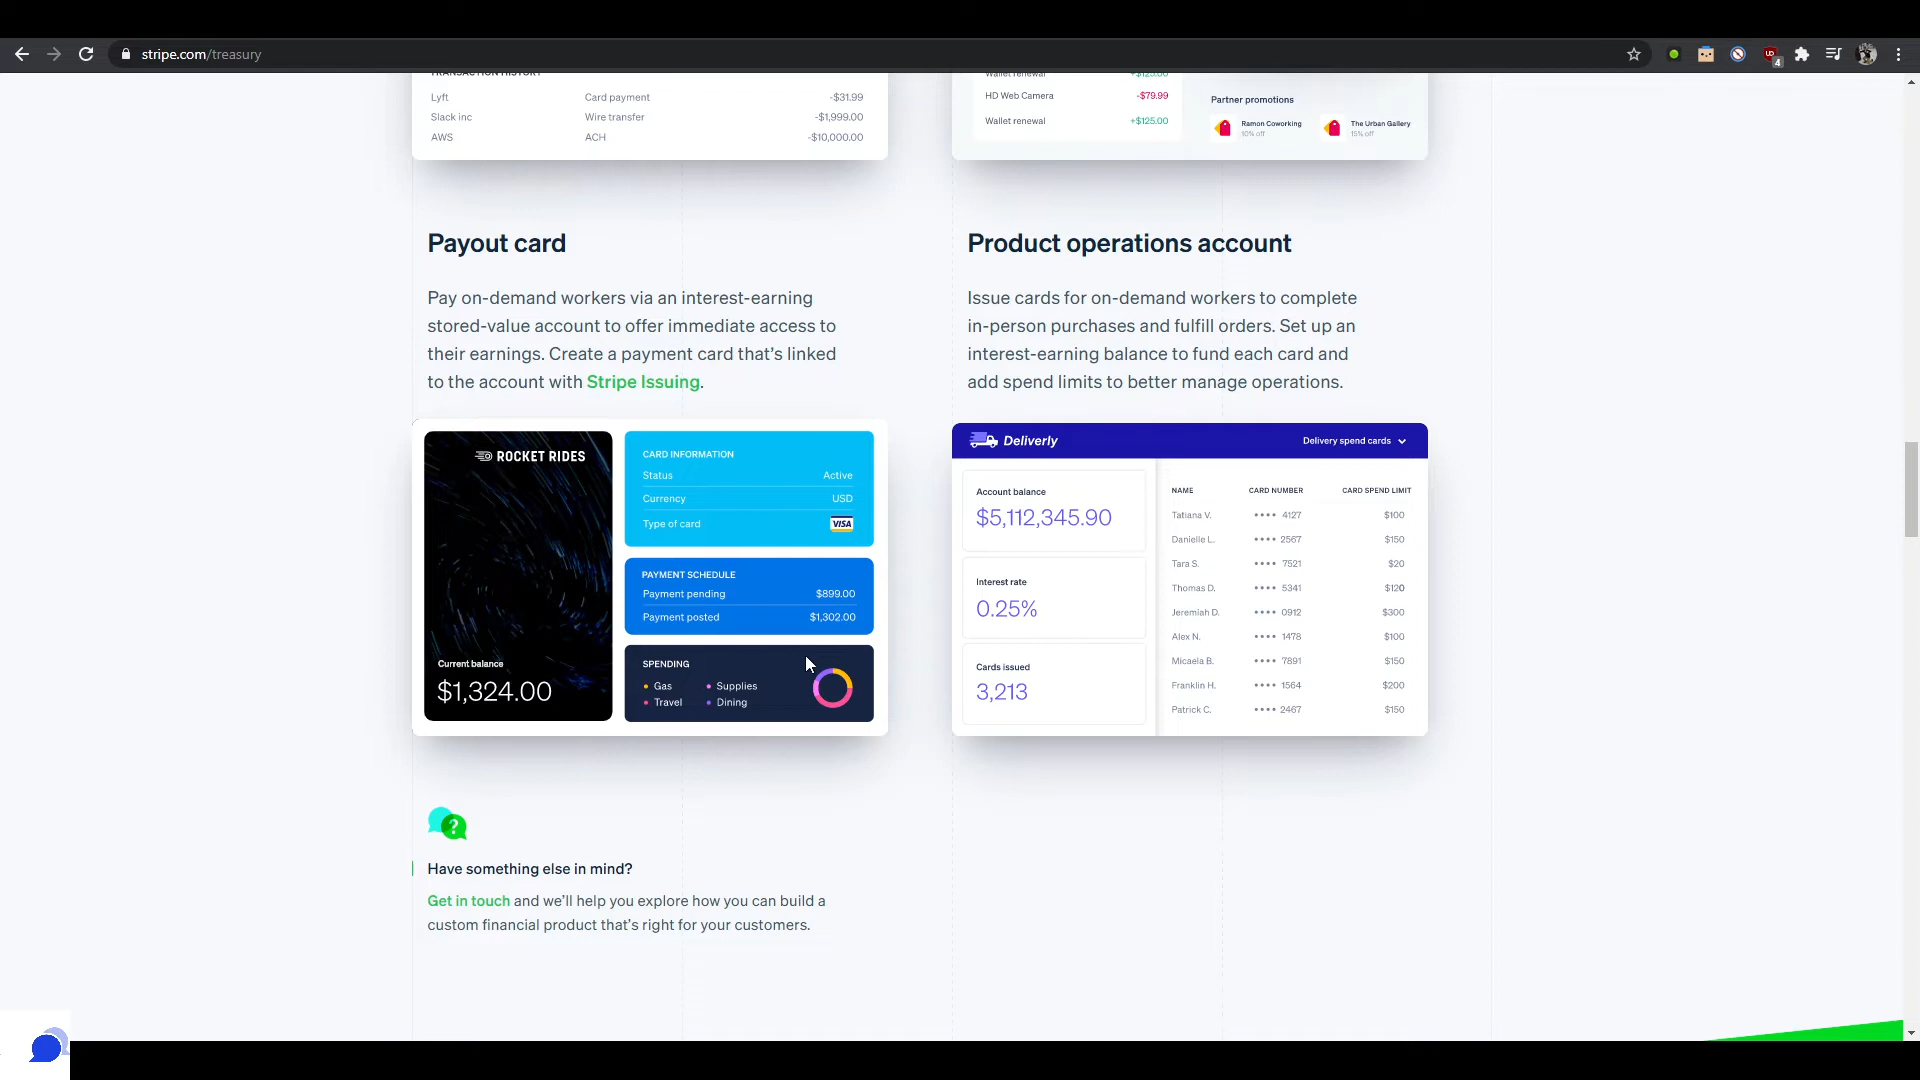 stripe.com/treasury
4
TRANSACTION HISTORY
Lyft Card payment -$31.99
Slack inc Wire transfer -$1,999.00
AWS ACH -$10,000.00
Wallet renewal +$125.00
HD Web Camera -$79.99
Wallet renewal +$125.00
Partner promotions
Ramon Coworking
10% off
The Urban Gallery
15% off
Payout card
Pay on-demand workers via an interest-earning
stored-value account to offer immediate access to
their earnings. Create a payment card that's linked
to the account with Stripe Issuing.
ROCKET RIDES
Current balance
$1,324.00
CARD INFORMATION
Status Active
Currency USD
Type of card VISA
PAYMENT SCHEDULE
Payment pending $899.00
Payment posted $1,302.00
SPENDING
Gas Supplies
Travel Dining
Product operations account
Issue cards for on-demand workers to complete
in-person purchases and fulfill orders. Set up an
interest-earning balance to fund each card and
add spend limits to better manage operations.
Deliverly
Delivery spend cards
Account balance
$5,112,345.90
Interest rate
0.25%
Cards issued
3,213
NAME CARD NUMBER CARD SPEND LIMIT
Tatiana V. •••• 4127 $100
Danielle L. •••• 2567 $150
Tara S. •••• 7521 $20
Thomas D. •••• 5341 $120
Jeremiah D. •••• 0912 $300
Alex N. •••• 1478 $100
Micaela B. •••• 7891 $150
Franklin H. •••• 1564 $200
Patrick C. •••• 2467 $150
?
Have something else in mind?
Get in touch and we'll help you explore how you can build a
custom financial product that's right for your customers.